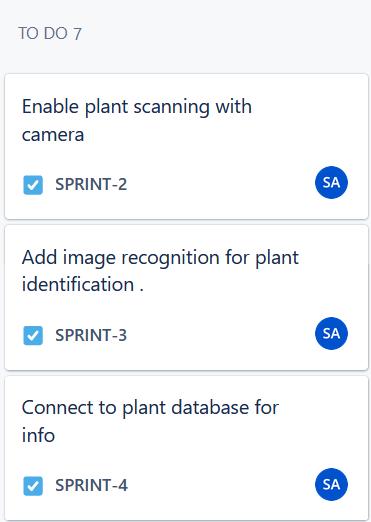 TO DO 7
Enable plant scanning with
camera
SPRINT-2
SA
Add image recognition for plant
identification .
SPRINT-3
SA
Connect to plant database for
info
SPRINT-4
SA